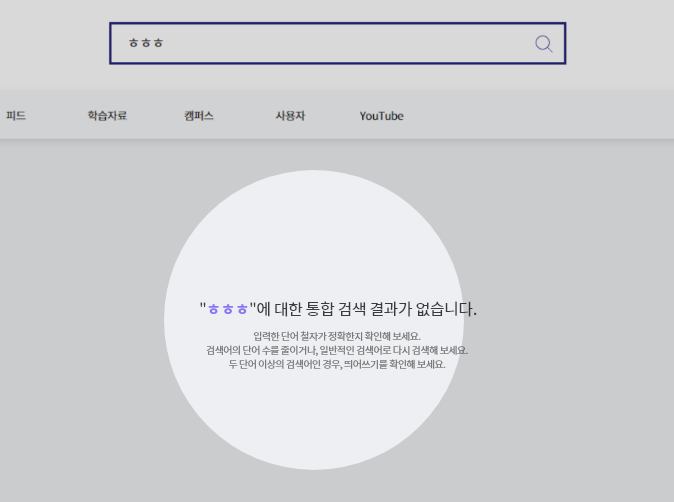 ㅎㅎㅎ
피드 학습자료 캠퍼스 사용자 YouTube
"ㅎㅎㅎ"에 대한 통합 검색 결과가 없습니다.
입력한 단어 철자가 정확한지 확인해 보세요.
검색어의 단어 수를 줄이거나, 일반적인 검색어로 다시 검색해 보세요.
두 단어 이상의 검색어인 경우, 띄어쓰기를 확인해 보세요.